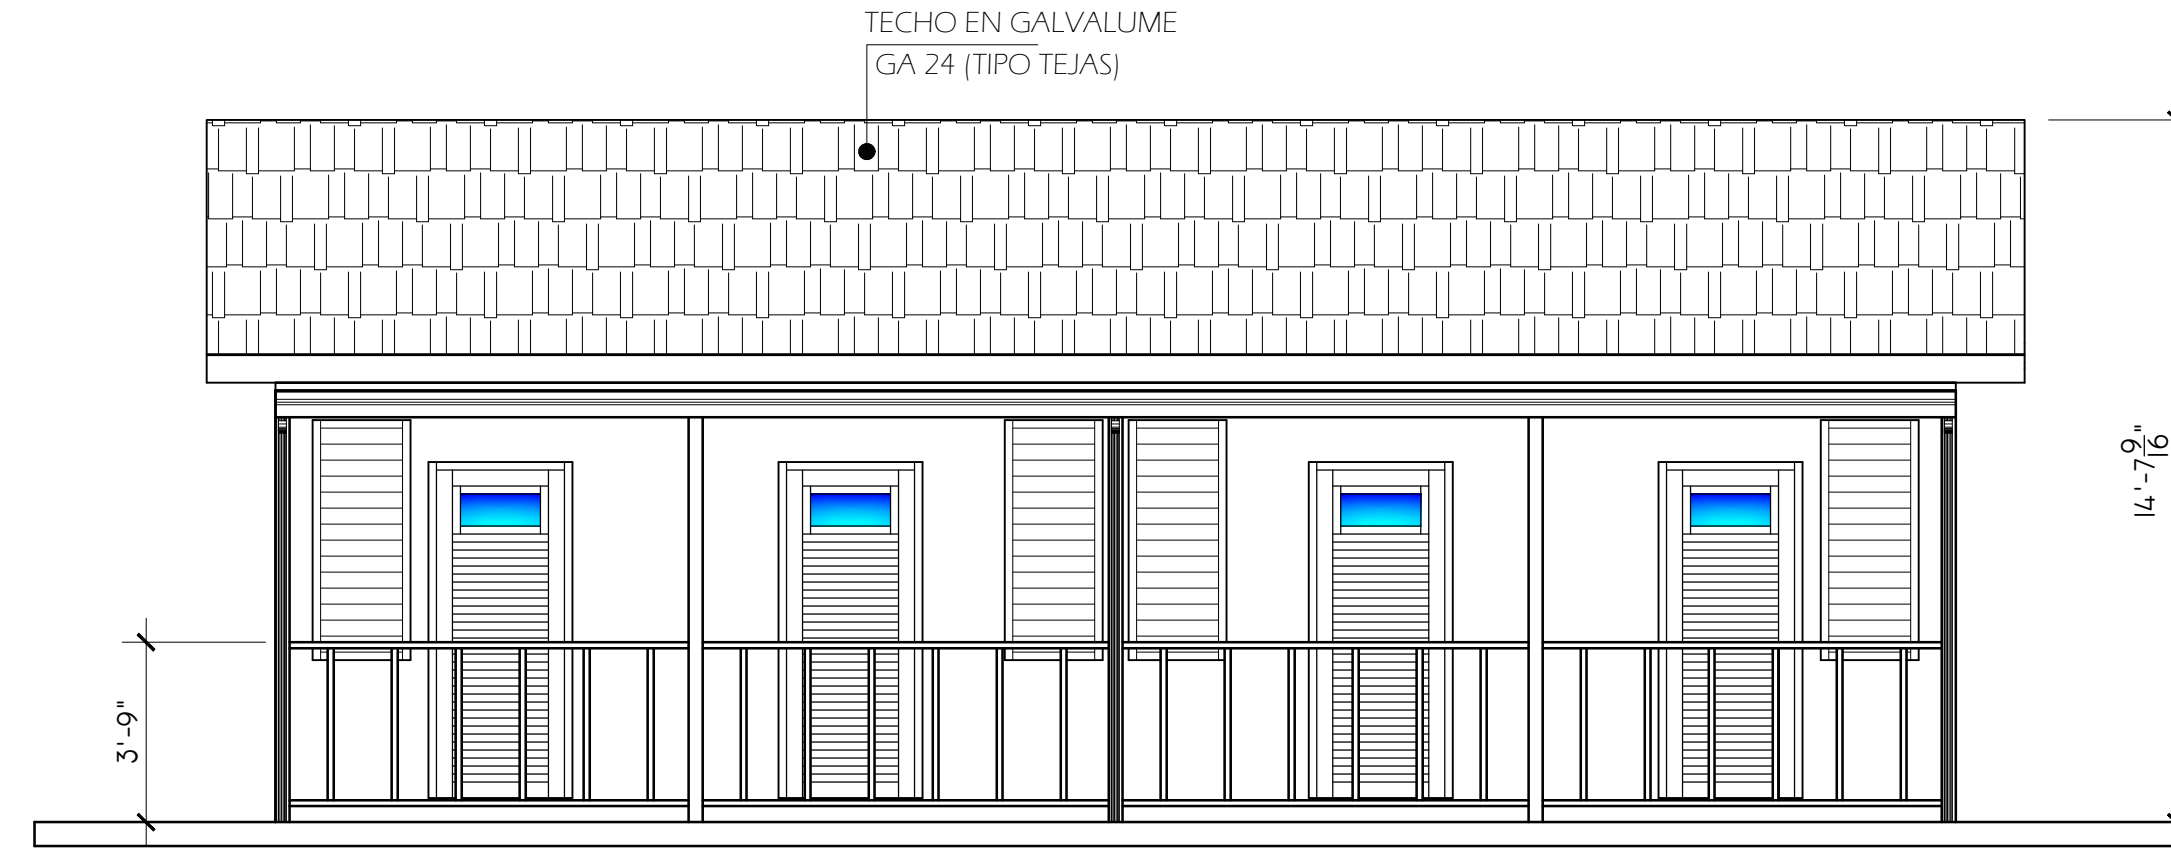 TECHO EN GALVALUME
GA 24 (TIPO TEJAS)
14'-7 9/16"
3'-9"